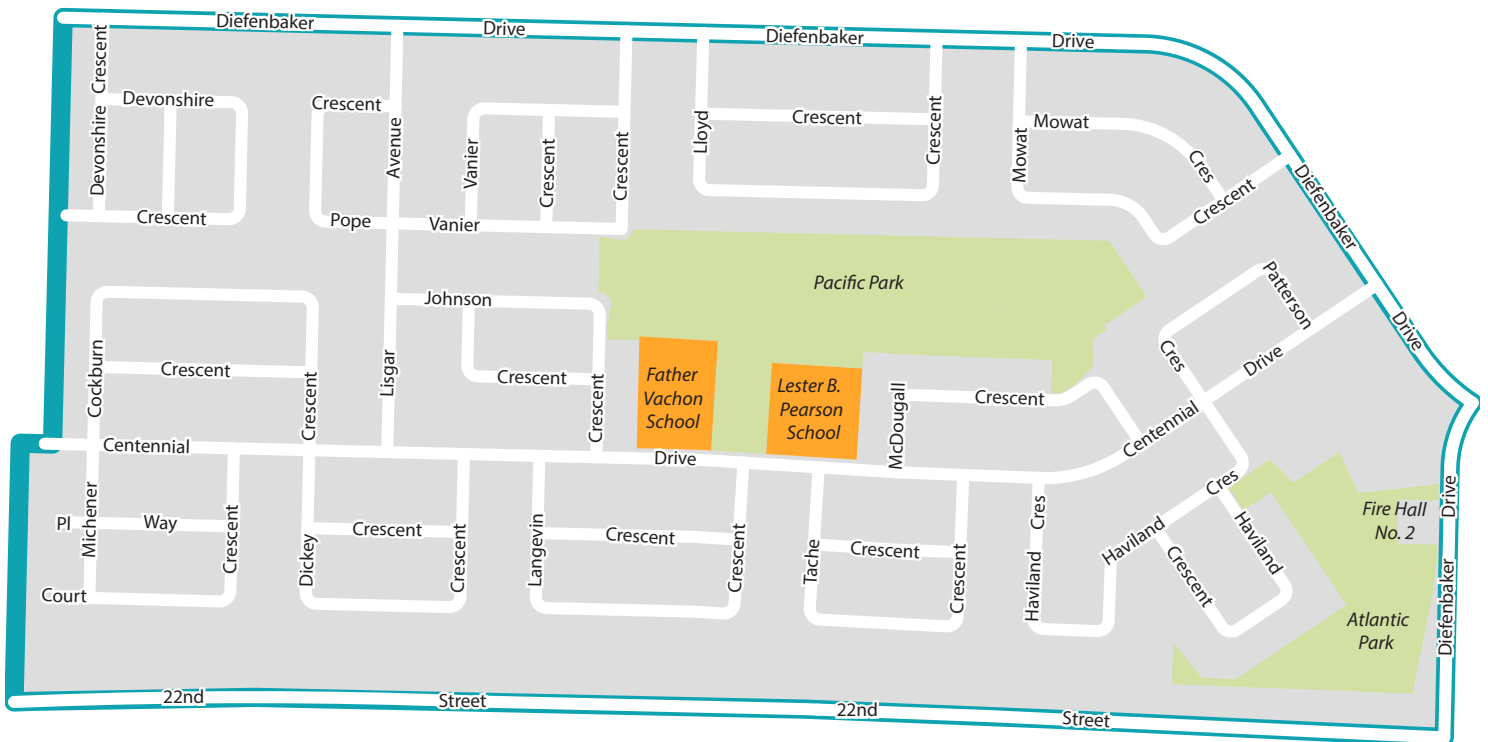 Diefenbaker
Drive
Diefenbaker
Drive
Diefenbaker
Drive
Drive
Diefenbaker
Crescent
Devonshire
Devonshire
Crescent
Crescent
Avenue
Pope
Vanier
Vanier
Crescent
Crescent
Lloyd
Crescent
Crescent
Mowat
Mowat
Cres
Crescent
Pacific Park
Patterson
Cres
Drive
Centennial
Johnson
Crescent
Crescent
Lisgar
Cockburn
Crescent
Crescent
Father
Vachon
School
Lester B.
Pearson
School
McDougall
Crescent
Centennial
Drive
Michener
Pl
Way
Crescent
Court
Dickey
Crescent
Crescent
Langevin
Crescent
Crescent
Tache
Crescent
Crescent
Cres
Haviland
Haviland
Cres
Haviland
Crescent
Fire Hall
No. 2
Atlantic
Park
22nd
Street
22nd
Street